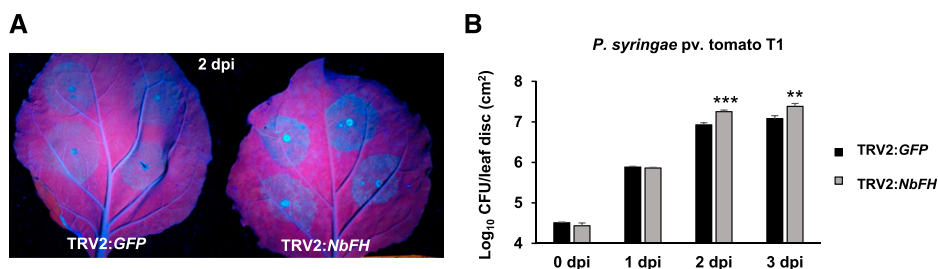 A
2 dpi
TRV2:GFP
TRV2:NbFH
B
P. syringae pv. tomato T1
Log10 CFU/leaf disc (cm2)
8
7
6
5
4
***
**
0 dpi
1 dpi
2 dpi
3 dpi
TRV2:GFP
TRV2:NbFH